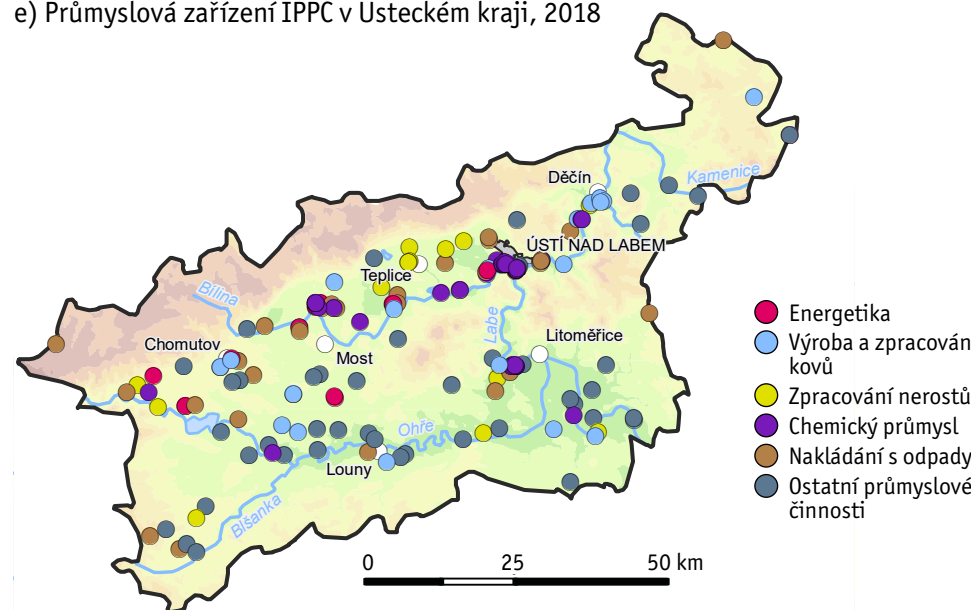 e) Průmyslová zařízení IPPC v Ústeckém kraji, 2018
Děčín
Kamenice
ÚSTÍ NAD LABEM
Teplice
Bílina
Labe
Litoměřice
Chomutov
Most
Ohře
Louny
Blšanka
Energetika
Výroba a zpracován
kovů
Zpracování nerostů
Chemický průmysl
Nakládání s odpady
Ostatní průmyslové
činnosti
0 25 50 km